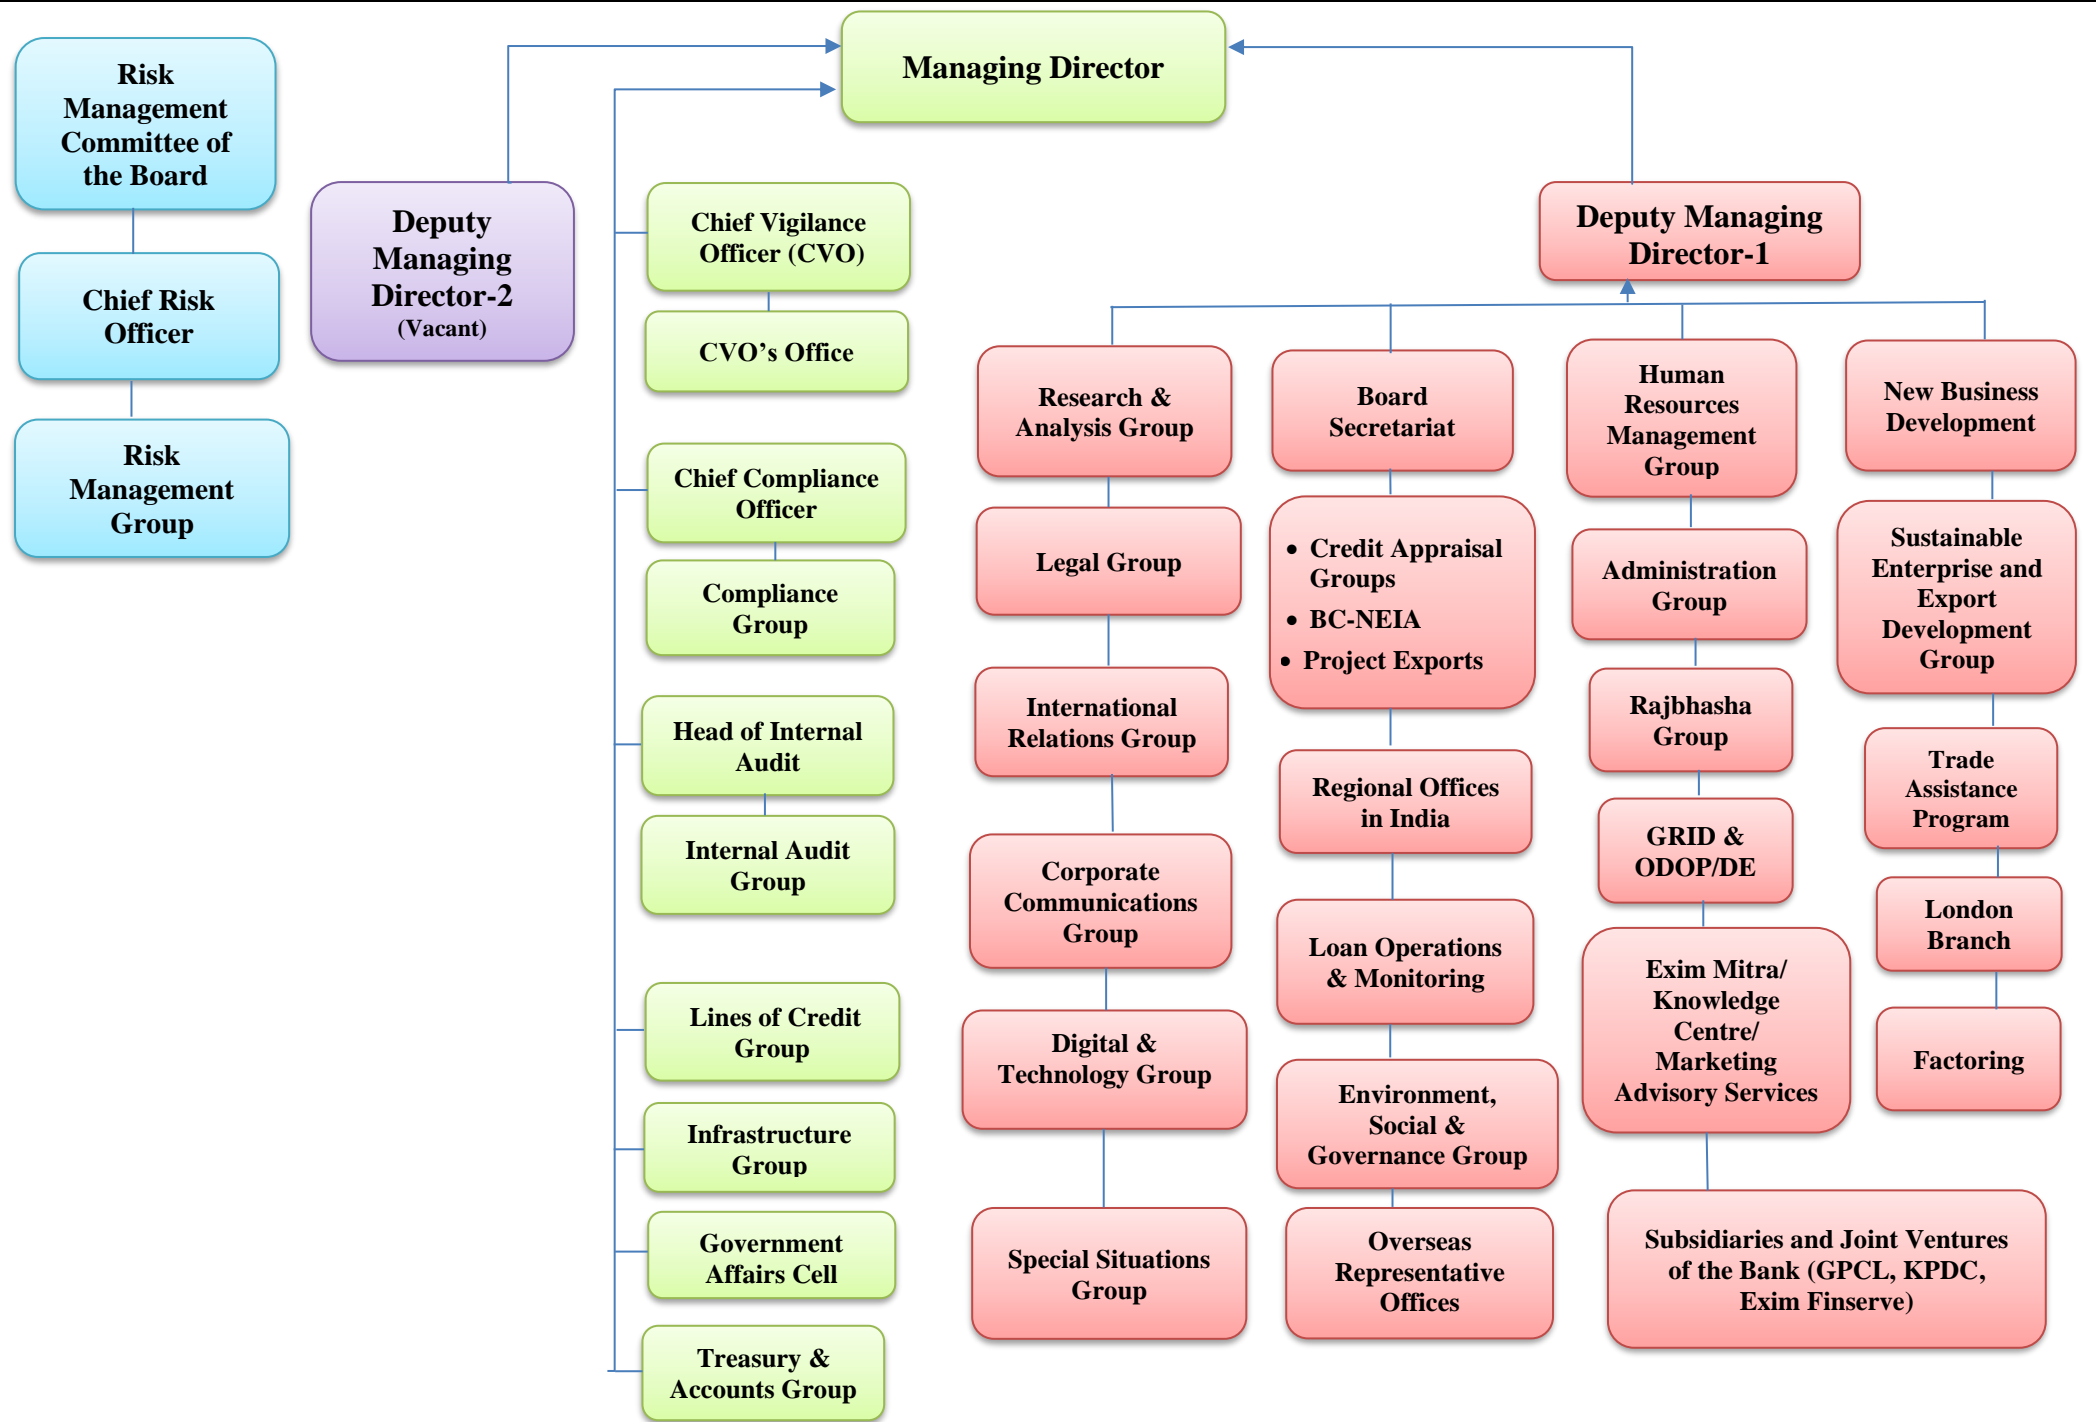 Managing Director
Risk
Management
Committee of
the Board
Chief Risk
Officer
Risk
Management
Group
Deputy
Managing
Director-2
(Vacant)
Chief Vigilance
Officer (CVO)
CVO’s Office
Chief Compliance
Officer
Compliance
Group
Head of Internal
Audit
Internal Audit
Group
Lines of Credit
Group
Infrastructure
Group
Government
Affairs Cell
Treasury &
Accounts Group
Deputy Managing
Director-1
Research &
Analysis Group
Legal Group
International
Relations Group
Corporate
Communications
Group
Digital &
Technology Group
Special Situations
Group
Board
Secretariat
• Credit Appraisal
Groups
• BC-NEIA
• Project Exports
Regional Offices
in India
Loan Operations
& Monitoring
Environment,
Social &
Governance Group
Overseas
Representative
Offices
Human
Resources
Management
Group
Administration
Group
Rajbhasha
Group
GRID &
ODOP/DE
Exim Mitra/
Knowledge
Centre/
Marketing
Advisory Services
Subsidiaries and Joint Ventures
of the Bank (GPCL, KPDC,
Exim Finserve)
New Business
Development
Sustainable
Enterprise and
Export
Development
Group
Trade
Assistance
Program
London
Branch
Factoring